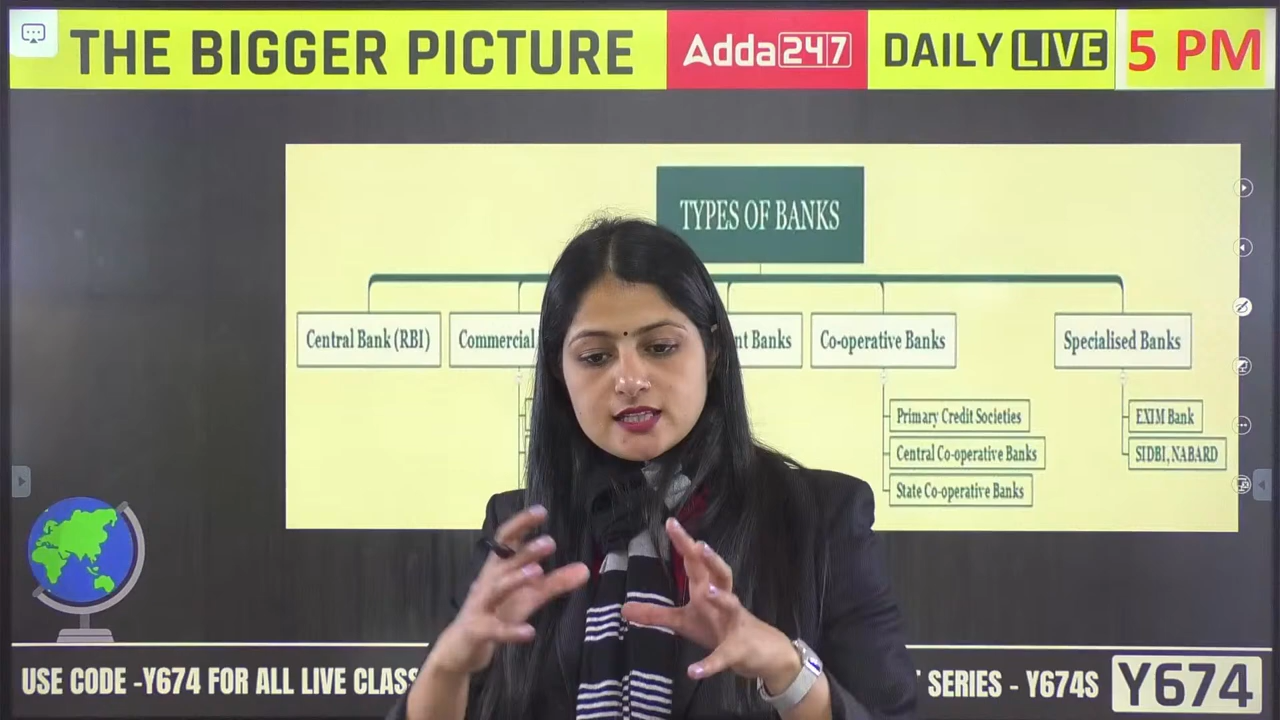 THE BIGGER PICTURE
Adda247
DAILY LIVE
5 PM
TYPES OF BANKS
Central Bank (RBI)
Commercial
Banks
Co-operative Banks
Specialised Banks
Primary Credit Societies
Central Co-operative Banks
State Co-operative Banks
EXIM Bank
SIDBI, NABARD
USE CODE -Y674 FOR ALL LIVE CLASS
SERIES - Y674S
Y674